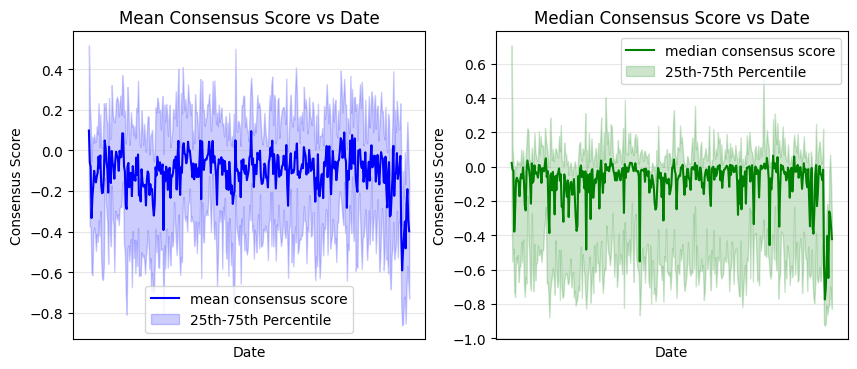 Mean Consensus Score vs Date
Consensus Score
0.4
0.2
0.0
−0.2
−0.4
−0.6
−0.8
mean consensus score
25th-75th Percentile
Date
Median Consensus Score vs Date
Consensus Score
0.6
0.4
0.2
0.0
−0.2
−0.4
−0.6
−0.8
−1.0
median consensus score
25th-75th Percentile
Date